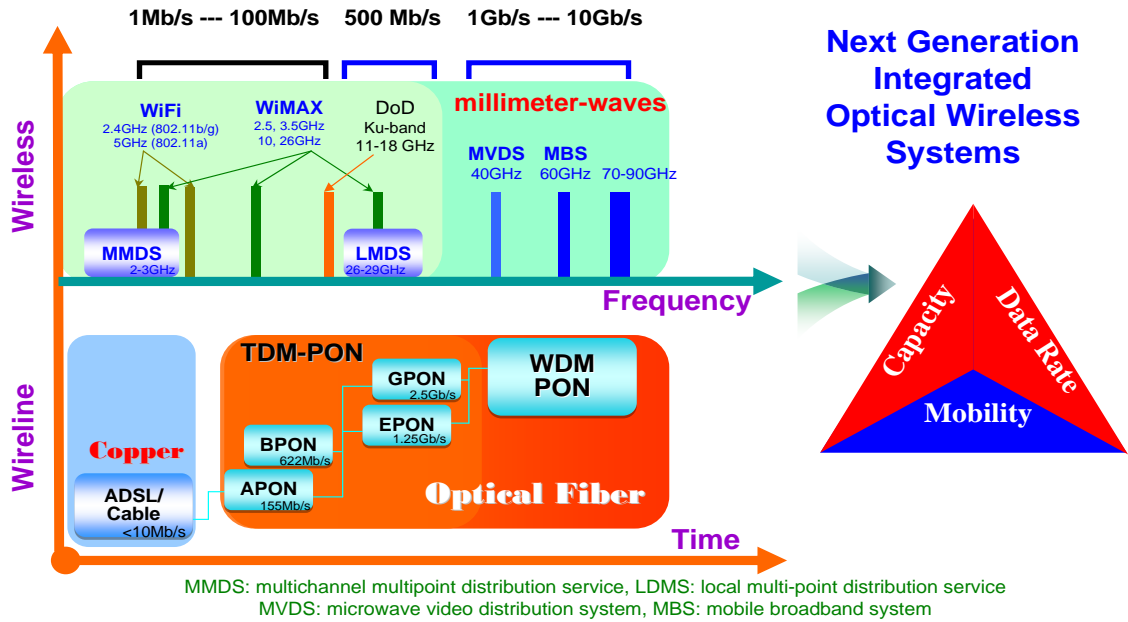 1Mb/s --- 100Mb/s
500 Mb/s
1Gb/s --- 10Gb/s
Next Generation
Integrated
Optical Wireless
Systems
Wireless
WiFi
2.4GHz (802.11b/g)
5GHz (802.11a)
WiMAX
2.5, 3.5GHz
10, 26GHz
DoD
Ku-band
11-18 GHz
millimeter-waves
MVDS
40GHz
MBS
60GHz
70-90GHz
MMDS
2-3GHz
LMDS
26-29GHz
Frequency
Capacity
Data Rate
Mobility
Wireline
Copper
ADSL/
Cable
<10Mb/s
TDM-PON
APON
155Mb/s
BPON
622Mb/s
GPON
2.5Gb/s
EPON
1.25Gb/s
WDM
PON
Optical Fiber
Time
MMDS: multichannel multipoint distribution service, LDMS: local multi-point distribution service
MVDS: microwave video distribution system, MBS: mobile broadband system